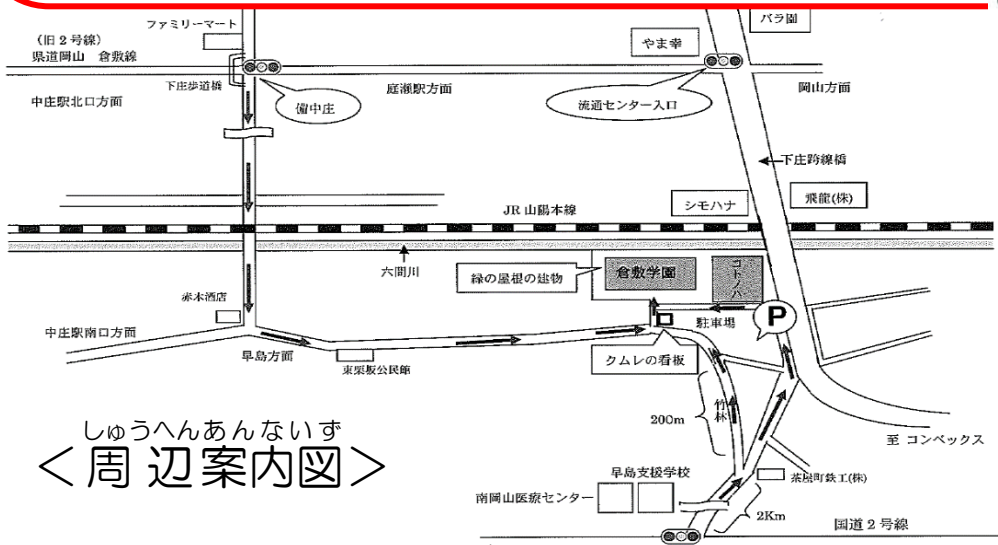 ファミリーマート
バラ園
(旧2号線)
県道岡山 倉敷線
やま幸
下庄歩道橋
中庄駅北口方面
備中庄
庭瀬駅方面
流通センター入口
岡山方面
下庄跨線橋
シモハナ
飛龍(株)
JR山陽本線
六間川
緑の屋根の建物
倉敷学園
コトノハ
赤木酒店
駐車場
P
中庄駅南口方面
早島方面
東栗坂公民館
クムレの看板
200m
竹林
しゅうへんあんないず
<周辺案内図>
至 コンベックス
早島支援学校
茶屋町鉄工(株)
南岡山医療センター
2Km
国道2号線